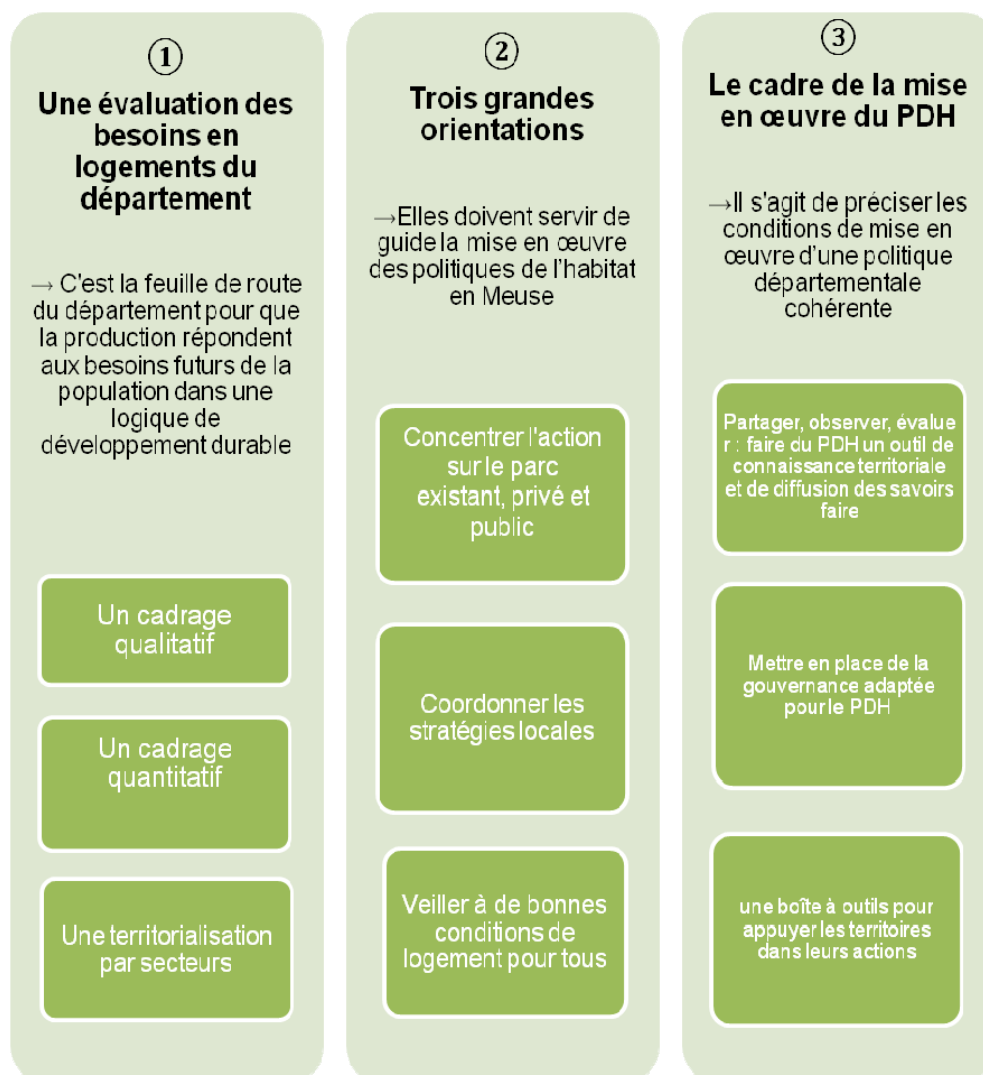 ①
Une évaluation des
besoins en
logements du
département
→ C'est la feuille de route
du département pour que
la production répondent
aux besoins futurs de la
population dans une
logique de
développement durable
Un cadrage
qualitatif
Un cadrage
quantitatif
Une territorialisation
par secteurs
②
Trois grandes
orientations
→Elles doivent servir de
guide la mise en œuvre
des politiques de l'habitat
en Meuse
Concentrer l'action
sur le parc
existant, privé et
public
Coordonner les
stratégies locales
Veiller à de bonnes
conditions de
logement pour tous
③
Le cadre de la mise
en œuvre du PDH
→Il s'agit de préciser les
conditions de mise en
œuvre d'une politique
départementale
cohérente
Partager, observer, évalue
r : faire du PDH un outil de
connaissance territoriale
et de diffusion des savoirs
faire
Mettre en place de la
gouvernance adaptée
pour le PDH
une boîte à outils pour
appuyer les territoires
dans leurs actions